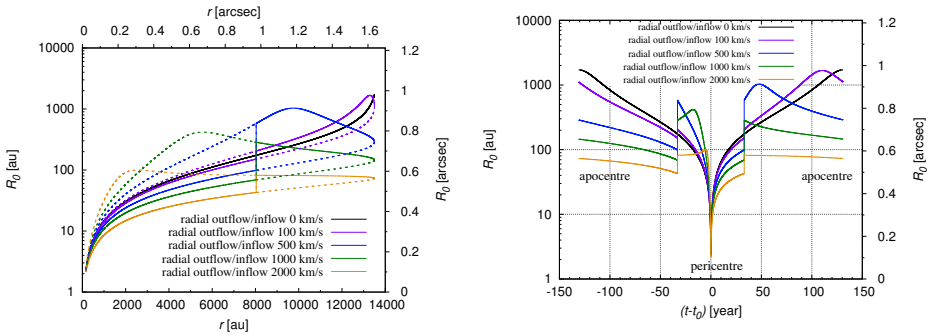 r [arcsec]
0 0.2 0.4 0.6 0.8 1 1.2 1.4 1.6
R0 [au]
10000
1000
100
10
1
1.2
1
0.8
0.6
0.4
0.2
0
R0 [arcsec]
radial outflow/inflow 0 km/s
radial outflow/inflow 100 km/s
radial outflow/inflow 500 km/s
radial outflow/inflow 1000 km/s
radial outflow/inflow 2000 km/s
0 2000 4000 6000 8000 10000 12000 14000
r [au]
R0 [au]
10000
1000
100
10
1
radial outflow/inflow 0 km/s
radial outflow/inflow 100 km/s
radial outflow/inflow 500 km/s
radial outflow/inflow 1000 km/s
radial outflow/inflow 2000 km/s
apocentre
apocentre
pericentre
1.2
1
0.8
0.6
0.4
0.2
0
R0 [arcsec]
-150 -100 -50 0 50 100 150
(t-t0) [year]